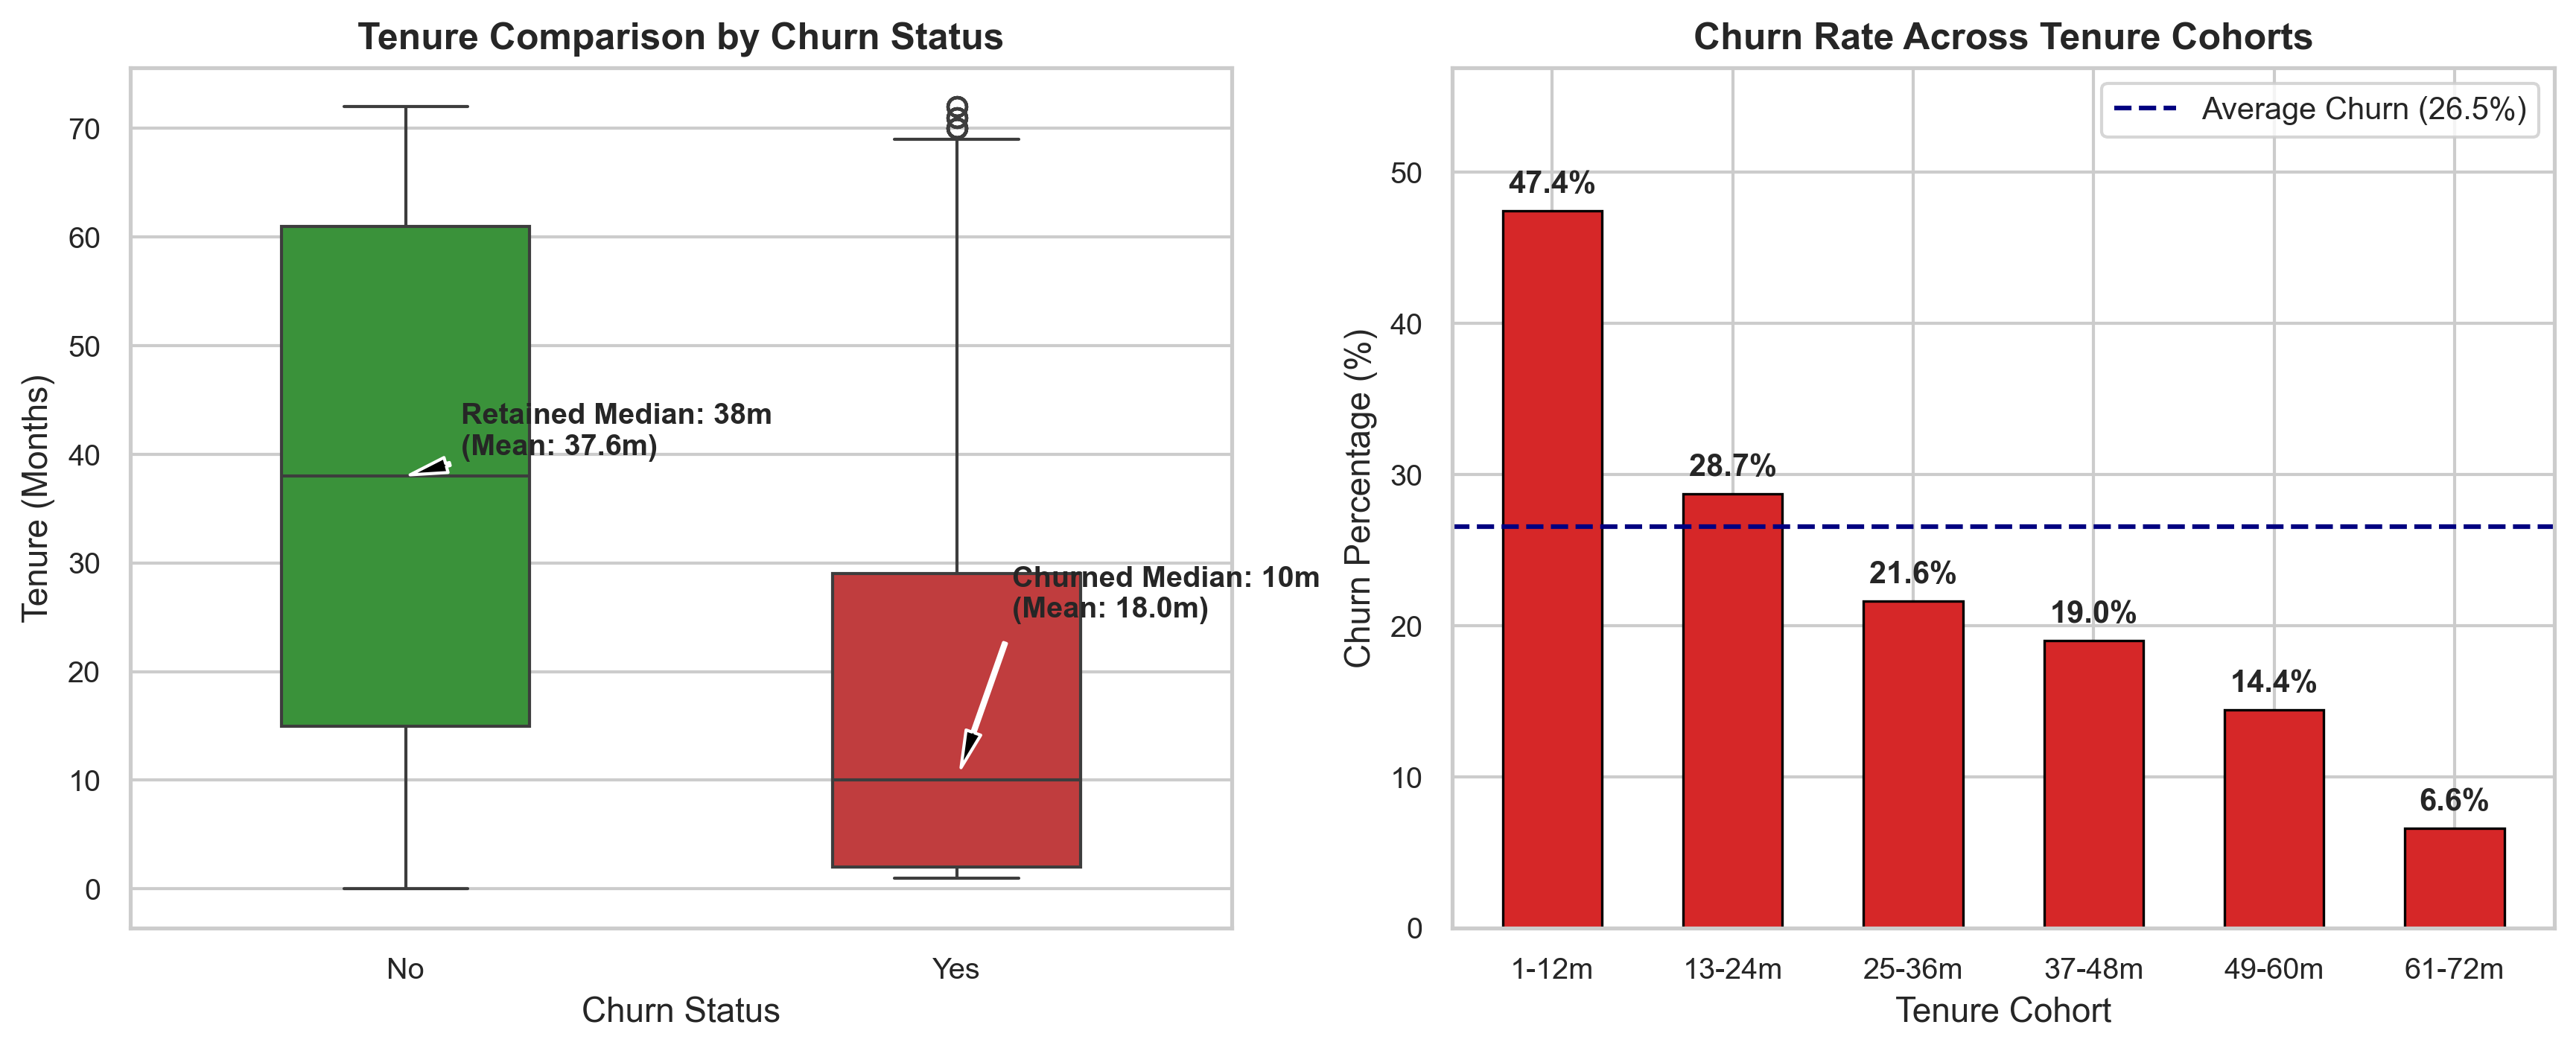 Tenure Comparison by Churn Status
Tenure (Months)
70
60
50
40
30
20
10
0
Retained Median: 38m
(Mean: 37.6m)
Churned Median: 10m
(Mean: 18.0m)
No
Yes
Churn Status
Churn Rate Across Tenure Cohorts
Average Churn (26.5%)
Churn Percentage (%)
50
40
30
20
10
0
47.4%
28.7%
21.6%
19.0%
14.4%
6.6%
1-12m
13-24m
25-36m
37-48m
49-60m
61-72m
Tenure Cohort